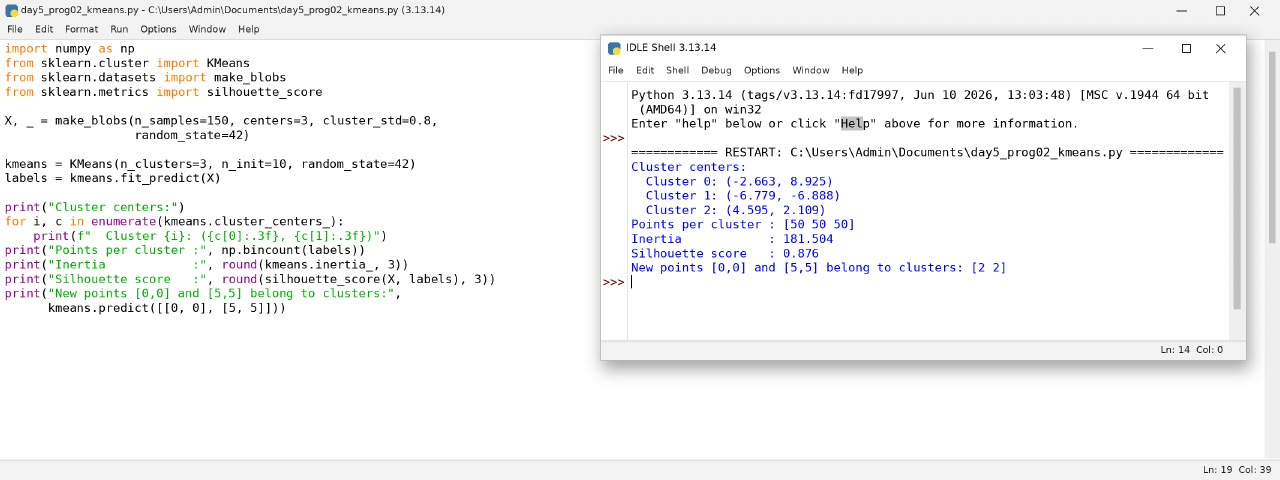 day5_prog02_kmeans.py - C:\Users\Admin\Documents\day5_prog02_kmeans.py (3.13.14)
File Edit Format Run Options Window Help
import numpy as np
from sklearn.cluster import KMeans
from sklearn.datasets import make_blobs
from sklearn.metrics import silhouette_score
X, _ = make_blobs(n_samples=150, centers=3, cluster_std=0.8,
                  random_state=42)
kmeans = KMeans(n_clusters=3, n_init=10, random_state=42)
labels = kmeans.fit_predict(X)
print("Cluster centers:")
for i, c in enumerate(kmeans.cluster_centers_):
    print(f"  Cluster {i}: ({c[0]:.3f}, {c[1]:.3f})")
print("Points per cluster :", np.bincount(labels))
print("Inertia            :", round(kmeans.inertia_, 3))
print("Silhouette score   :", round(silhouette_score(X, labels), 3))
print("New points [0,0] and [5,5] belong to clusters:",
      kmeans.predict([[0, 0], [5, 5]]))
Ln: 19 Col: 39
IDLE Shell 3.13.14
File Edit Shell Debug Options Window Help
Python 3.13.14 (tags/v3.13.14:fd17997, Jun 10 2026, 13:03:48) [MSC v.1944 64 bit
 (AMD64)] on win32
Enter "help" below or click "Help" above for more information.
>>>
============ RESTART: C:\Users\Admin\Documents\day5_prog02_kmeans.py =============
Cluster centers:
  Cluster 0: (-2.663, 8.925)
  Cluster 1: (-6.779, -6.888)
  Cluster 2: (4.595, 2.109)
Points per cluster : [50 50 50]
Inertia            : 181.504
Silhouette score   : 0.876
New points [0,0] and [5,5] belong to clusters: [2 2]
>>>
Ln: 14 Col: 0